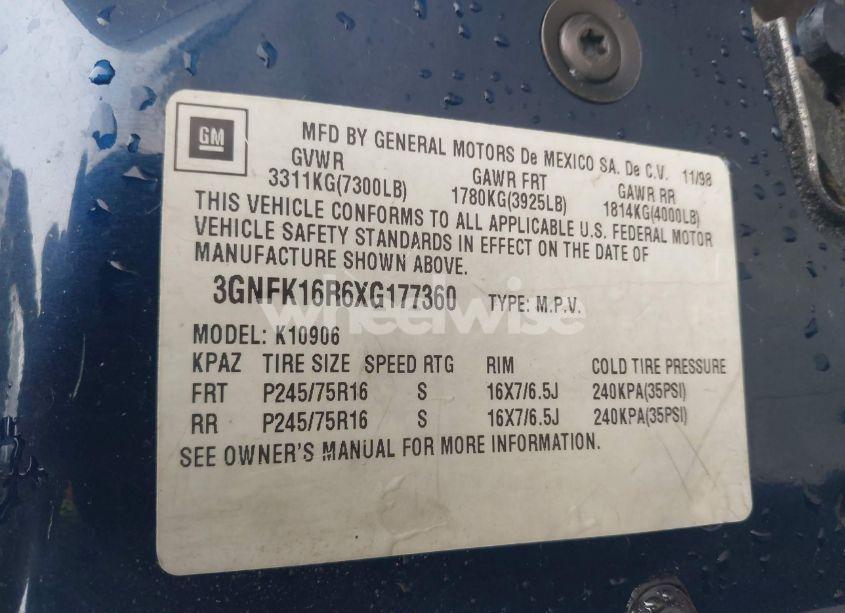 GM
MFD BY GENERAL MOTORS De MEXICO SA. De C.V. 11/98
GVWR GAWR FRT GAWR RR
3311KG(7300LB) 1780KG(3925LB) 1814KG(4000LB)
THIS VEHICLE CONFORMS TO ALL APPLICABLE U.S. FEDERAL MOTOR
VEHICLE SAFETY STANDARDS IN EFFECT ON THE DATE OF
MANUFACTURE SHOWN ABOVE.
3GNFK16R6XG177360 TYPE: M.P.V.
wheelwise
MODEL: K10906
KPAZ TIRE SIZE SPEED RTG RIM COLD TIRE PRESSURE
FRT P245/75R16 S 16X7/6.5J 240KPA(35PSI)
RR P245/75R16 S 16X7/6.5J 240KPA(35PSI)
SEE OWNER'S MANUAL FOR MORE INFORMATION.